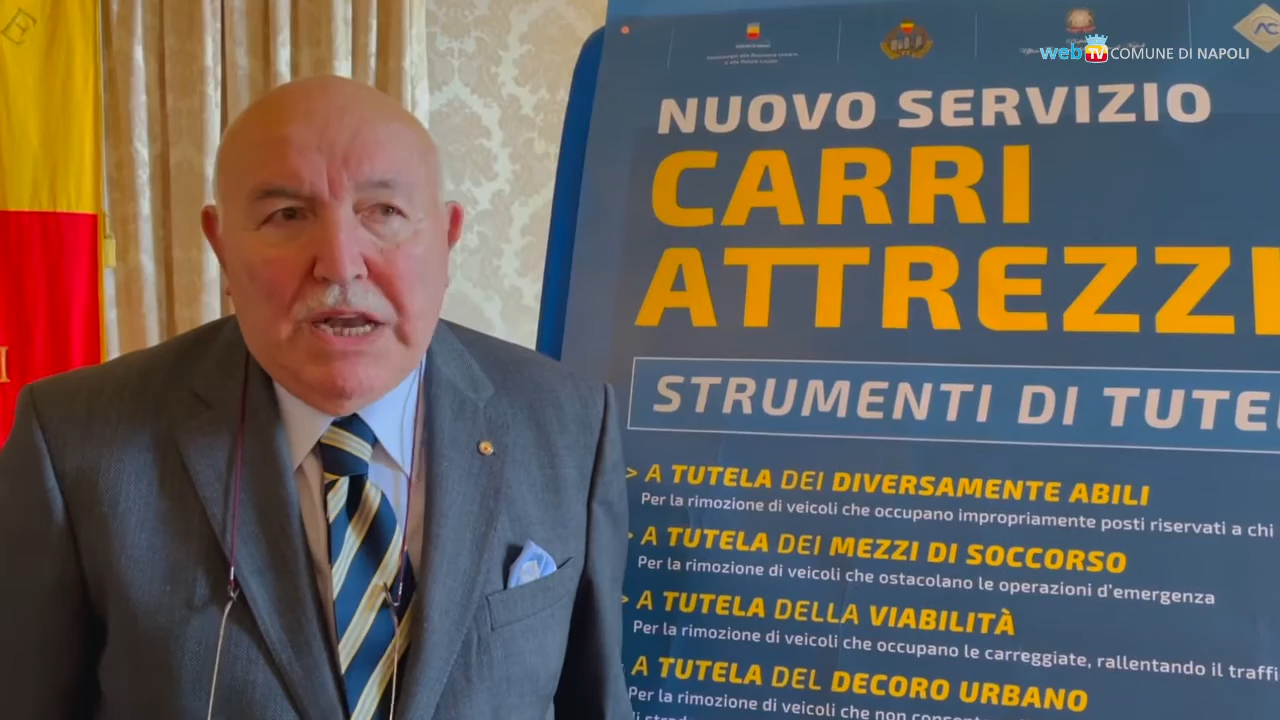 web TV COMUNE DI NAPOLI
NUOVO SERVIZIO
CARRI
ATTREZZI
STRUMENTI DI TUTE
> A TUTELA DEI DIVERSAMENTE ABILI
Per la rimozione di veicoli che occupano impropriamente posti riservati a chi
A TUTELA DEI MEZZI DI SOCCORSO
Per la rimozione di veicoli che ostacolano le operazioni d'emergenza
> A TUTELA DELLA VIABILITÀ
Per la rimozione di veicoli che occupano le carreggiate, rallentando il traffi
A TUTELA DEL DECORO URBANO
Per la rimozione di veicoli che non